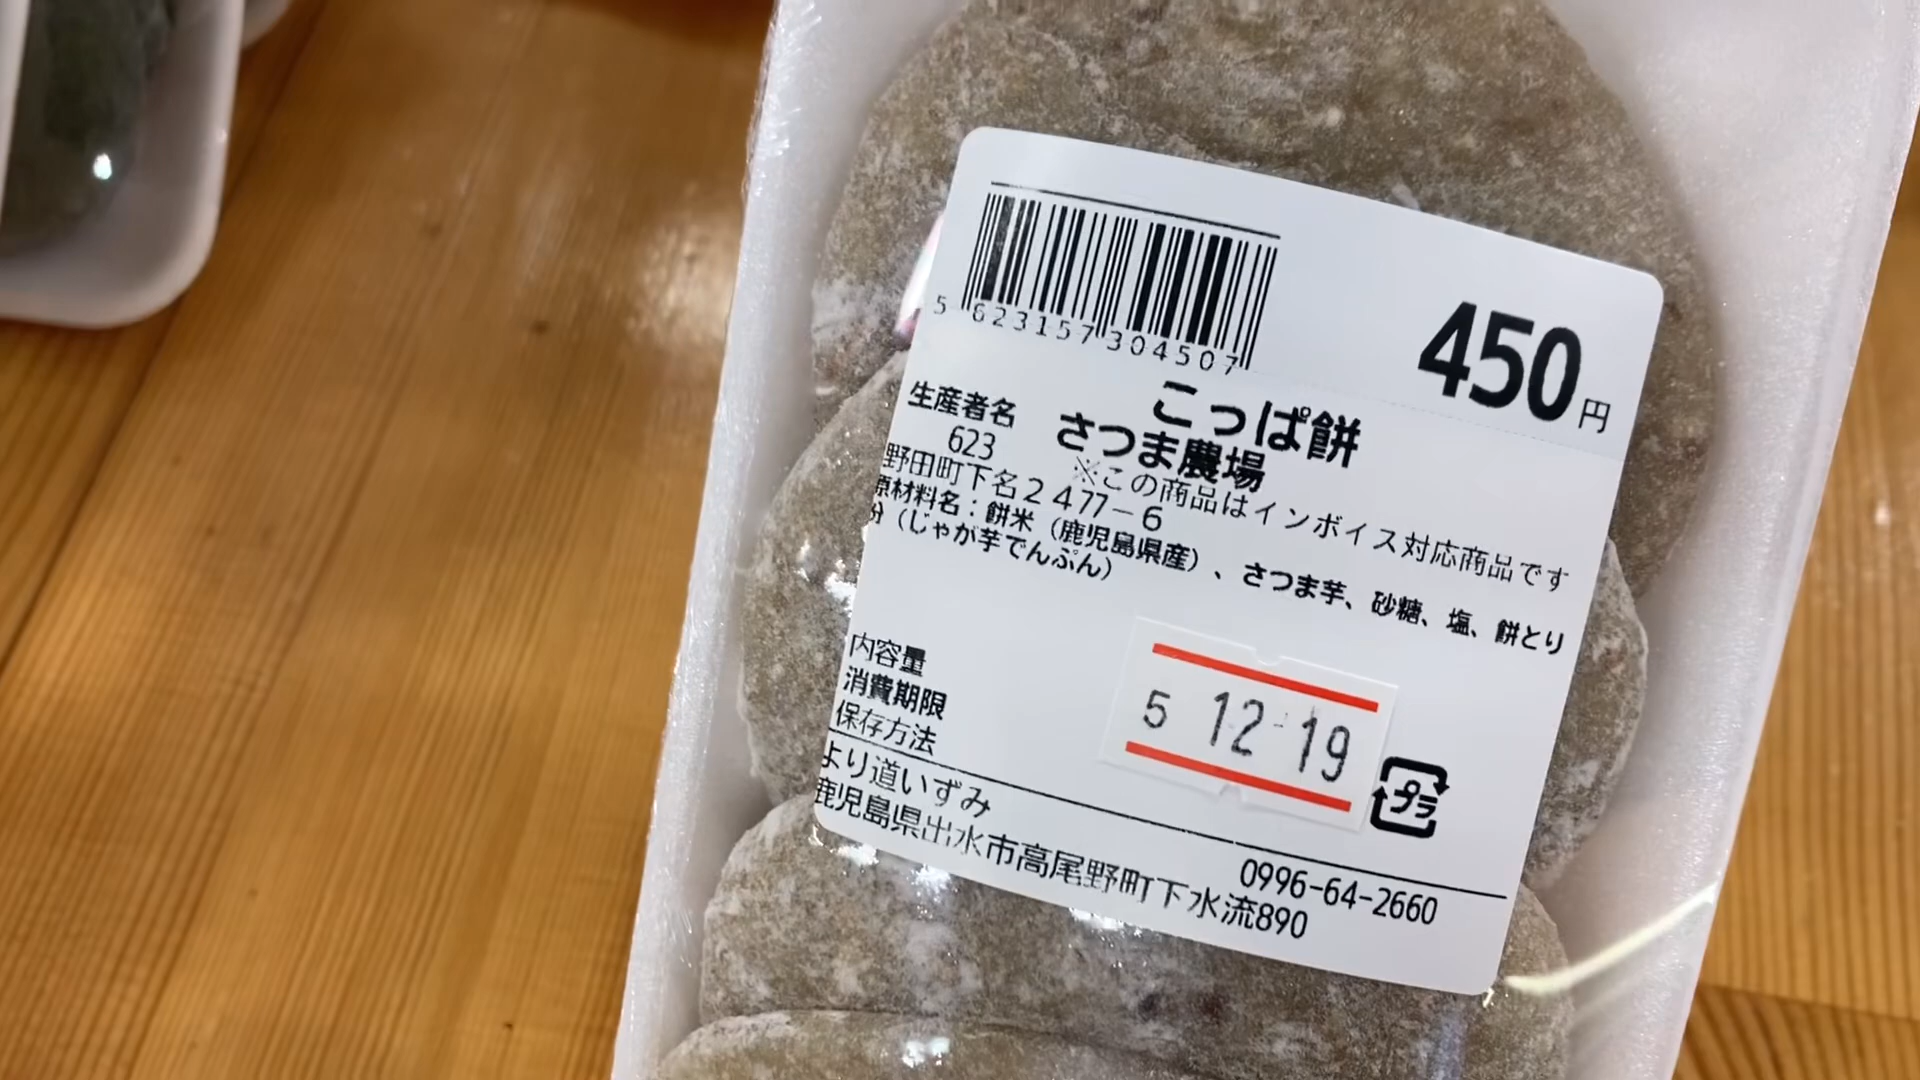 5 623157 304507
450円
こっぱ餅
生産者名
623
さつま農場
※この商品はインボイス対応商品です
野田町下名2477-6
原材料名：餅米（鹿児島県産）、さつま芋、砂糖、塩、餅とり
粉（じゃが芋でんぷん）
内容量
消費期限
5 12-19
保存方法
プラ
より道いずみ
0996-64-2660
鹿児島県出水市高尾野町下水流890